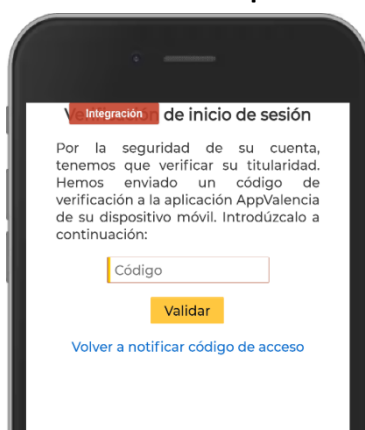 Integración de inicio de sesión
Por la seguridad de su cuenta,
tenemos que verificar su titularidad.
Hemos enviado un código de
verificación a la aplicación AppValencia
de su dispositivo móvil. Introdúzcalo a
continuación:
Código
Validar
Volver a notificar código de acceso